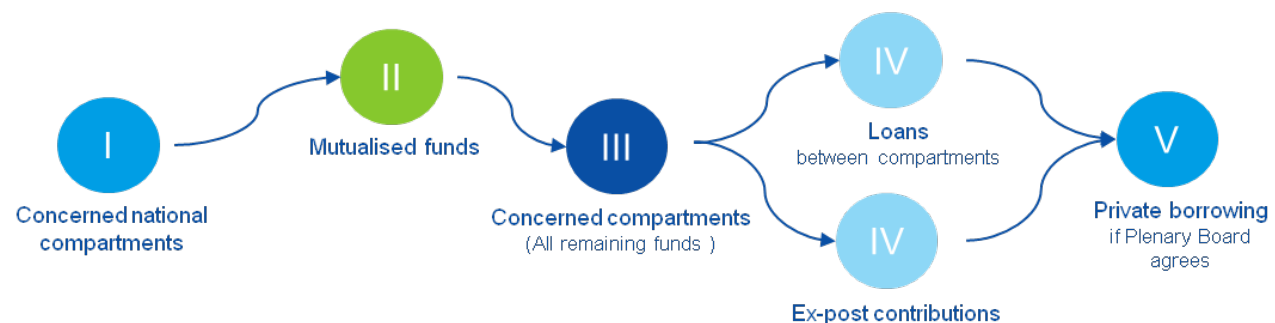 I
Concerned national
compartments
II
Mutualised funds
III
Concerned compartments
(All remaining funds )
IV
Loans
between compartments
IV
Ex-post contributions
V
Private borrowing
if Plenary Board
agrees